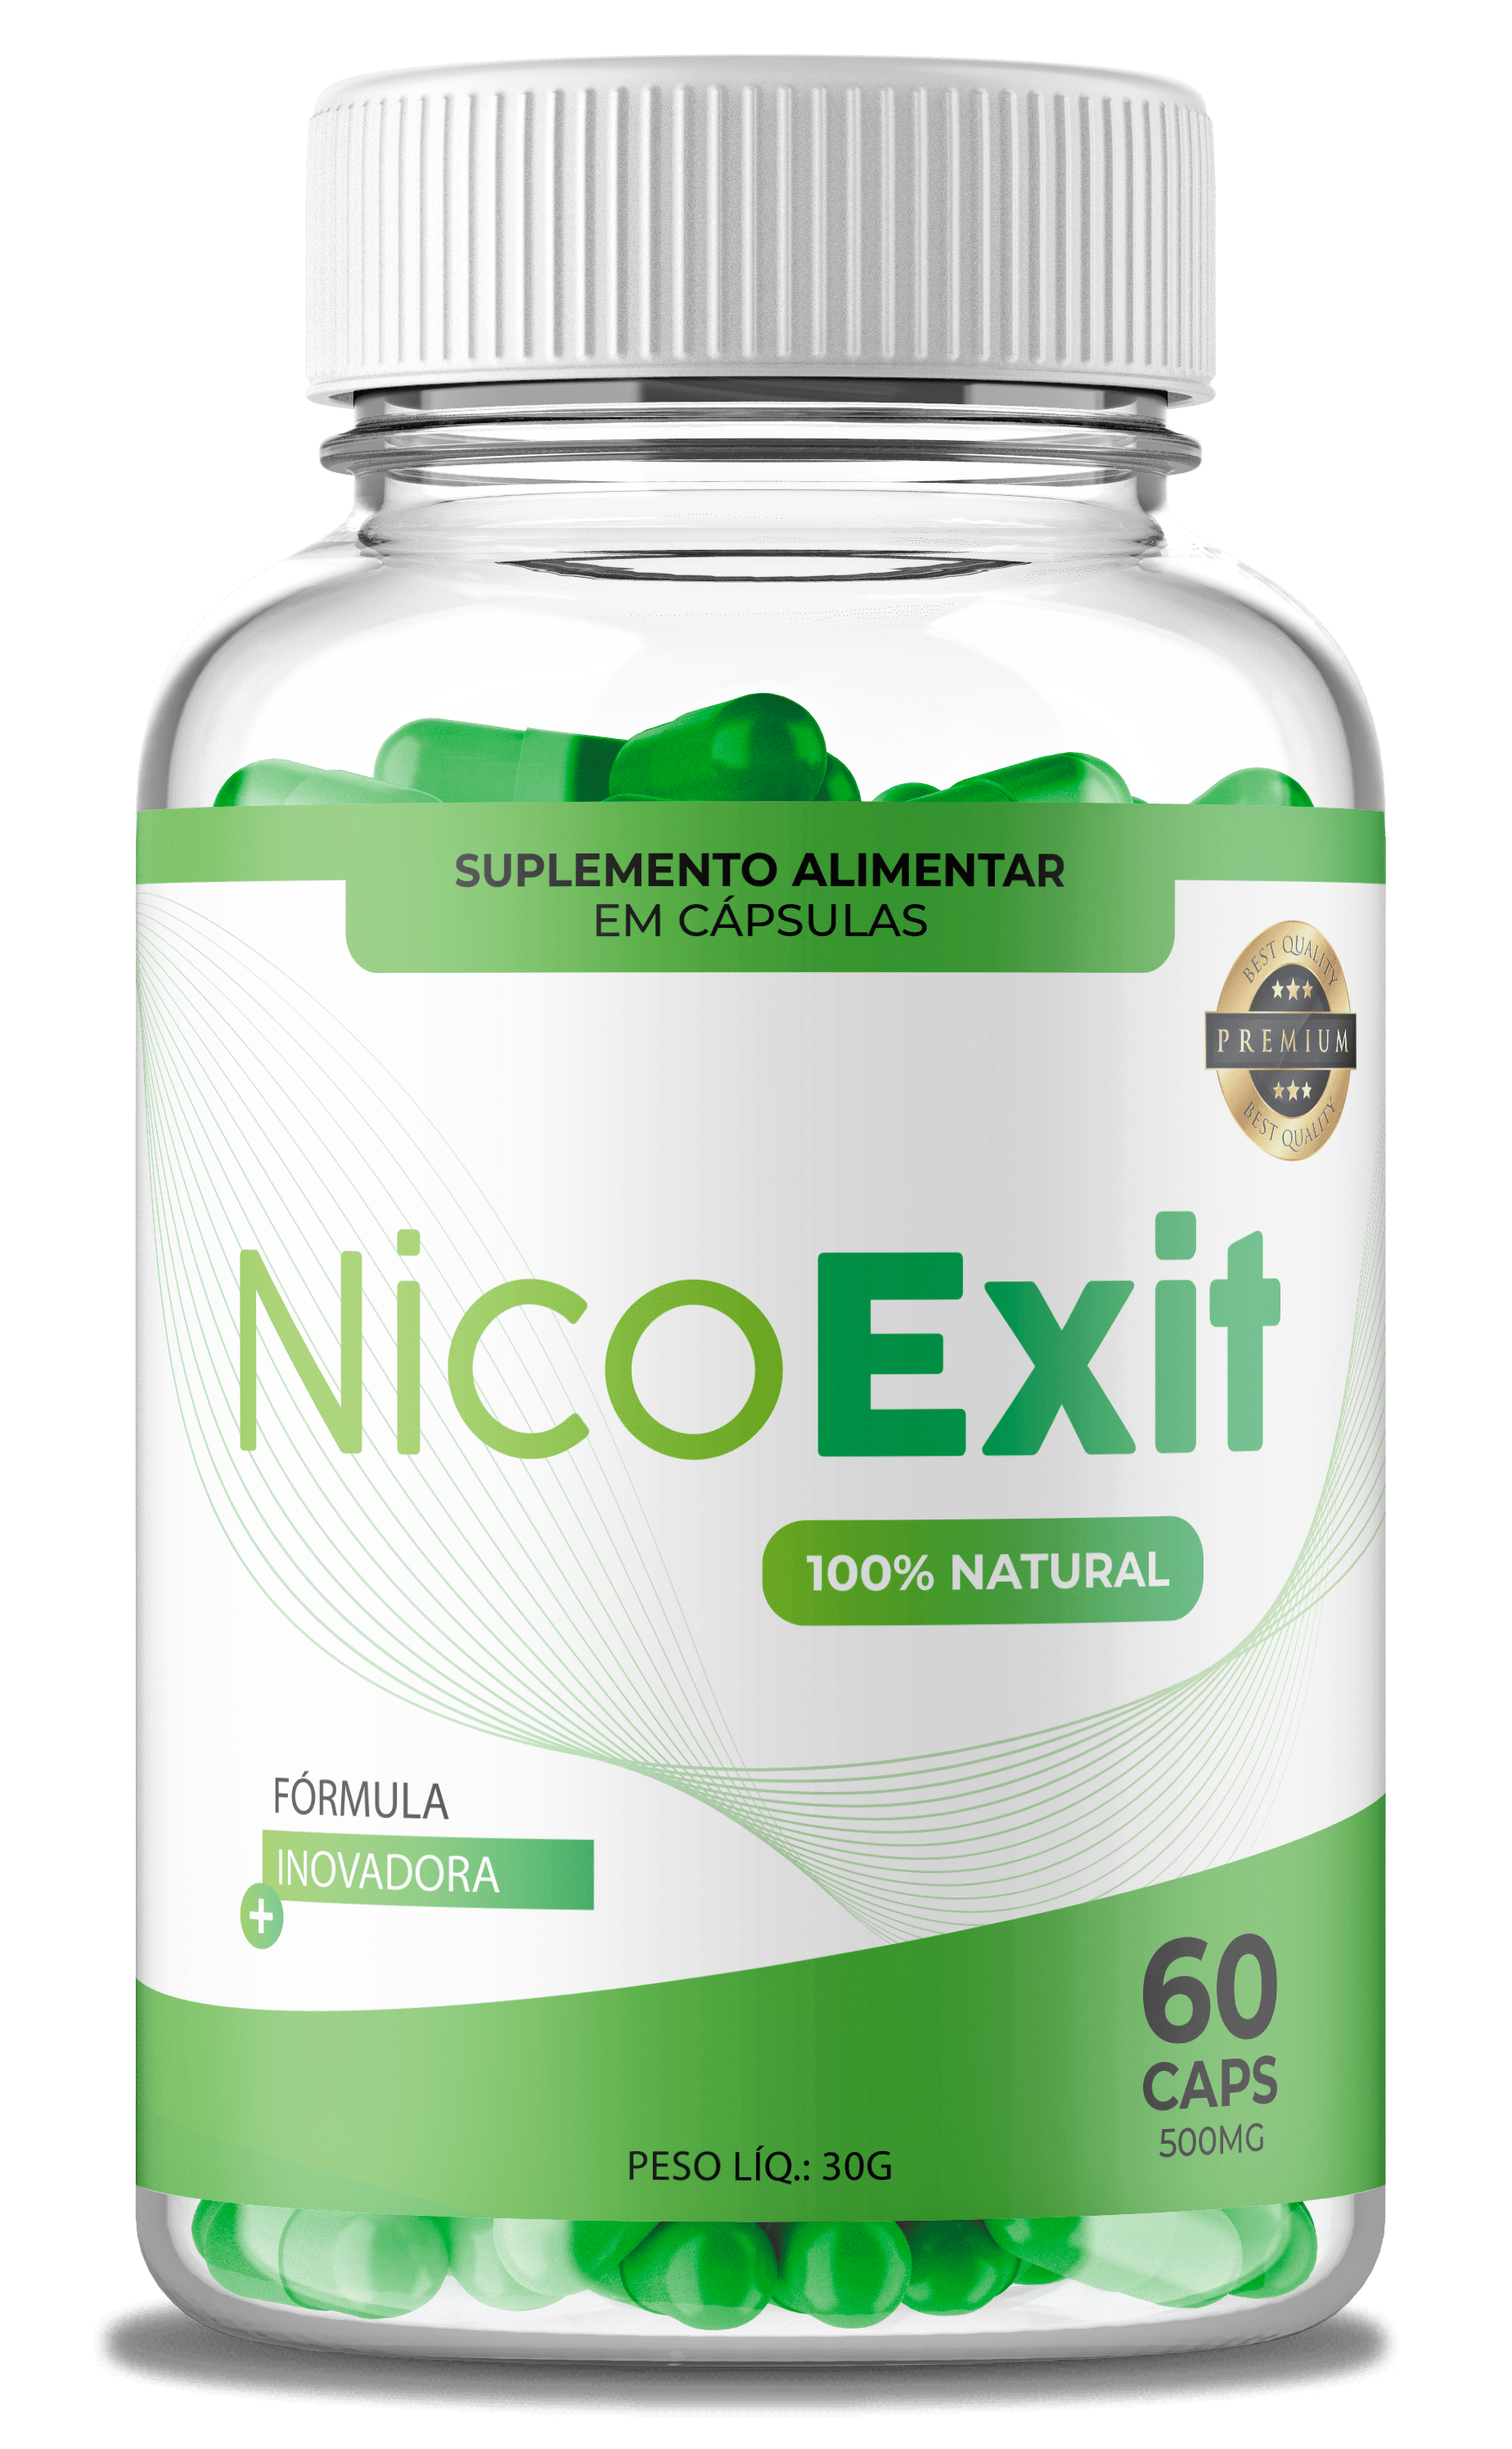 SUPLEMENTO ALIMENTAR
EM CÁPSULAS
BEST QUALITY
PREMIUM
BEST QUALITY
NicoExit
100% NATURAL
FÓRMULA
INOVADORA
+
60
CAPS
500MG
PESO LÍQ.: 30G